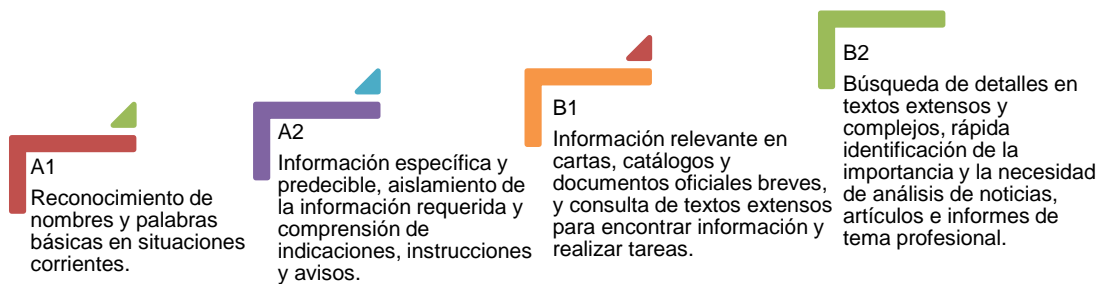 A1
Reconocimiento de
nombres y palabras
básicas en situaciones
corrientes.
A2
Información específica y
predecible, aislamiento de
la información requerida y
comprensión de
indicaciones, instrucciones
y avisos.
B1
Información relevante en
cartas, catálogos y
documentos oficiales breves,
y consulta de textos extensos
para encontrar información y
realizar tareas.
B2
Búsqueda de detalles en
textos extensos y
complejos, rápida
identificación de la
importancia y la necesidad
de análisis de noticias,
artículos e informes de
tema profesional.